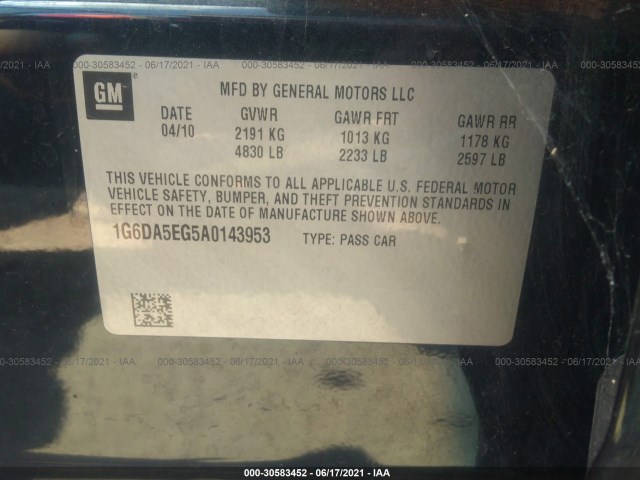 000-30583452 - 06/17/2021 - IAA
GM
MFD BY GENERAL MOTORS LLC
DATE GVWR GAWR FRT GAWR RR
04/10 2191 KG 1013 KG 1178 KG
4830 LB 2233 LB 2597 LB
THIS VEHICLE CONFORMS TO ALL APPLICABLE U.S. FEDERAL MOTOR
VEHICLE SAFETY, BUMPER, AND THEFT PREVENTION STANDARDS IN
EFFECT ON THE DATE OF MANUFACTURE SHOWN ABOVE.
1G6DA5EG5A0143953 TYPE: PASS CAR
000-30583452 - 06/17/2021 - IAA
000-30583452 - 06/17/2021 - IAA